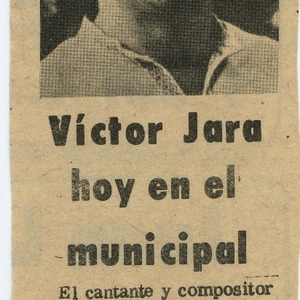 Víctor Jara
hoy en el
municipal
El cantante y compositor